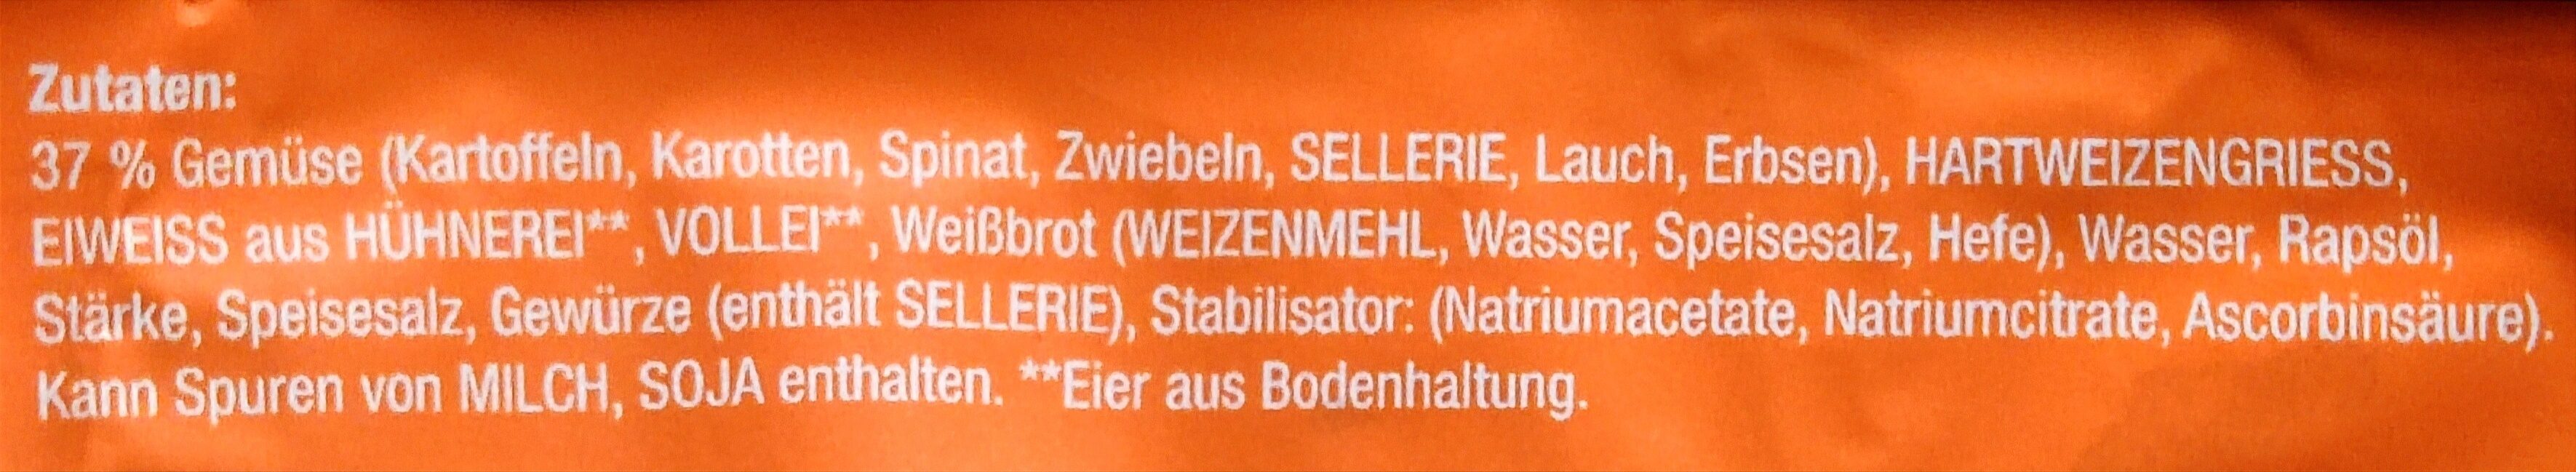 Zutaten:
37 % Gemüse (Kartoffeln, Karotten, Spinat, Zwiebeln, SELLERIE, Lauch, Erbsen), HARTWEIZENGRIESS,
EIWEISS aus HÜHNEREI**, VOLLEI**, Weißbrot (WEIZENMEHL, Wasser, Speisesalz, Hefe), Wasser, Rapsöl,
Stärke, Speisesalz, Gewürze (enthält SELLERIE), Stabilisator: (Natriumacetate, Natriumcitrate, Ascorbinsäure).
Kann Spuren von MILCH, SOJA enthalten. **Eier aus Bodenhaltung.